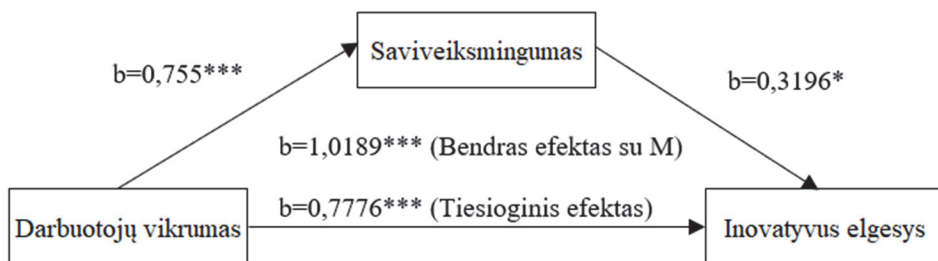 Saviveiksmingumas
b=0,755***
b=0,3196*
b=1,0189*** (Bendras efektas su M)
b=0,7776*** (Tiesioginis efektas)
Darbuotojų vikrumas
Inovatyvus elgesys